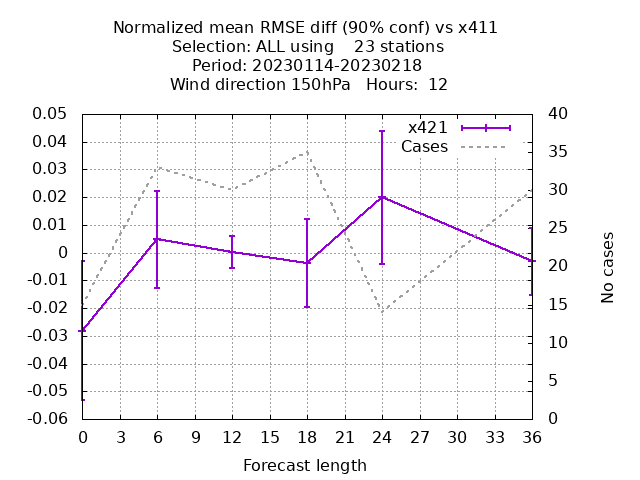 Normalized mean RMSE diff (90% conf) vs x411
Selection: ALL using    23 stations
Period: 20230114-20230218
Wind direction 150hPa   Hours:  12
x421
Cases
0.05
0.04
0.03
0.02
0.01
0
-0.01
-0.02
-0.03
-0.04
-0.05
-0.06
40
35
30
25
20
15
10
5
0
No cases
0 3 6 9 12 15 18 21 24 27 30 33 36
Forecast length